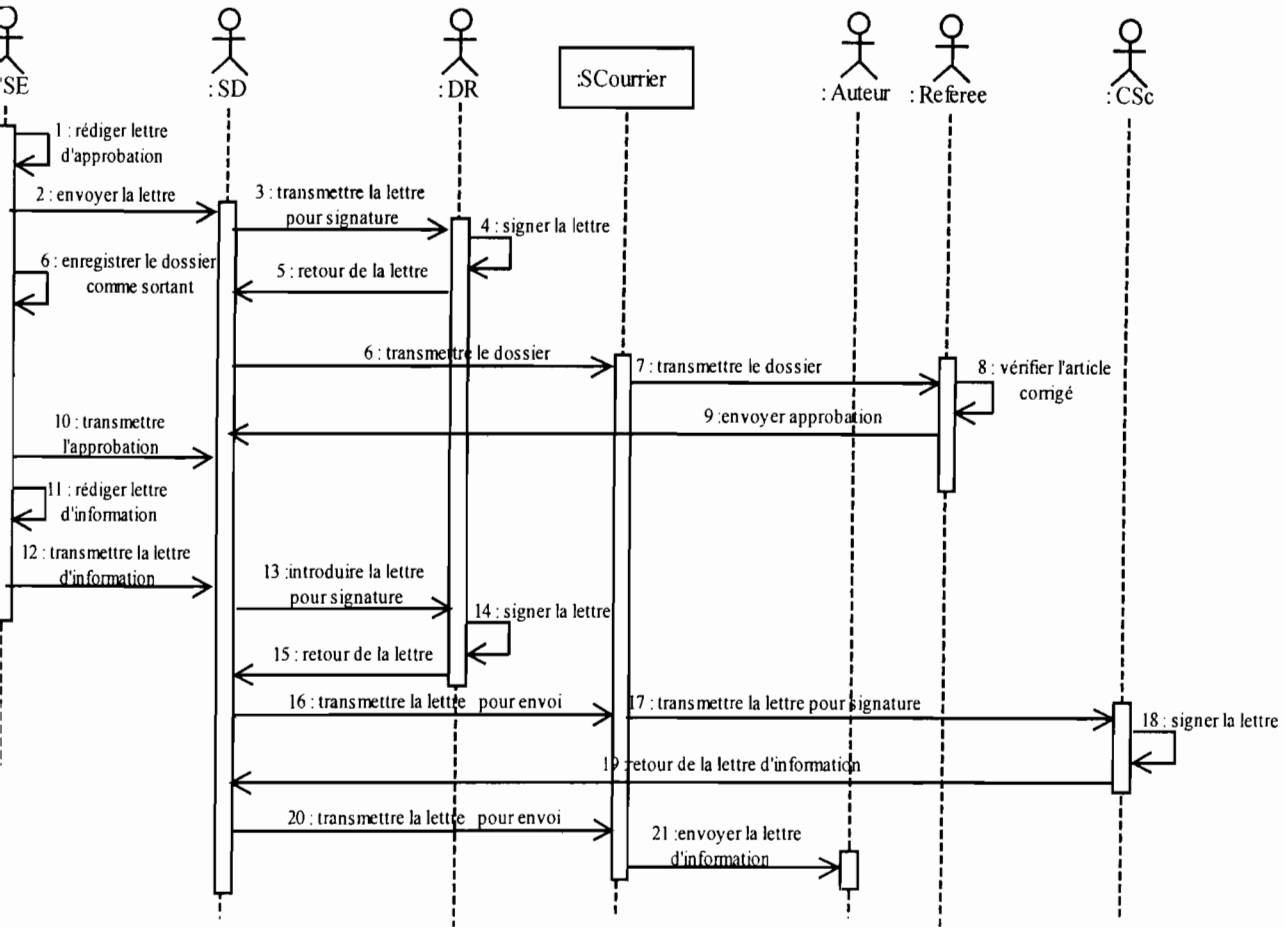 SE
: SD
: DR
:SCourrier
: Auteur
: Referee
: CSc
1 : rédiger lettre
d'approbation
2 : envoyer la lettre
3 : transmettre la lettre
pour signature
4 : signer la lettre
5 : retour de la lettre
6 : enregistrer le dossier
comme sortant
6 : transmettre le dossier
7 : transmettre le dossier
8 : vérifier l'article
corrigé
9 :envoyer approbation
10 : transmettre
l'approbation
11 : rédiger lettre
d'information
12 : transmettre la lettre
d'information
13 :introduire la lettre
pour signature
14 : signer la lettre
15 : retour de la lettre
16 : transmettre la lettre pour envoi
17 : transmettre la lettre pour signature
18 : signer la lettre
19 retour de la lettre d'information
20 : transmettre la lettre pour envoi
21 :envoyer la lettre
d'information